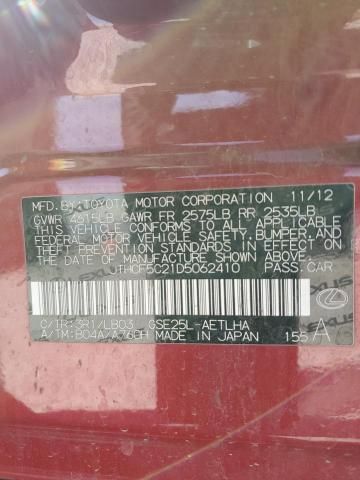 MFD. BY: TOYOTA MOTOR CORPORATION 11/12
GVWR 4615LB GAWR FR 2575LB RR 2535LB
THIS VEHICLE CONFORMS TO ALL APPLICABLE
FEDERAL MOTOR VEHICLE SAFETY, BUMPER, AND
THEFT PREVENTION STANDARDS IN EFFECT ON
THE DATE OF MANUFACTURE SHOWN ABOVE.
JTHCF5C21D5062410 PASS.CAR
C/TR:3R1/LB03 GSE25L-AETLHA
A/TM:B04A/A760H MADE IN JAPAN 155 A
LEXUS